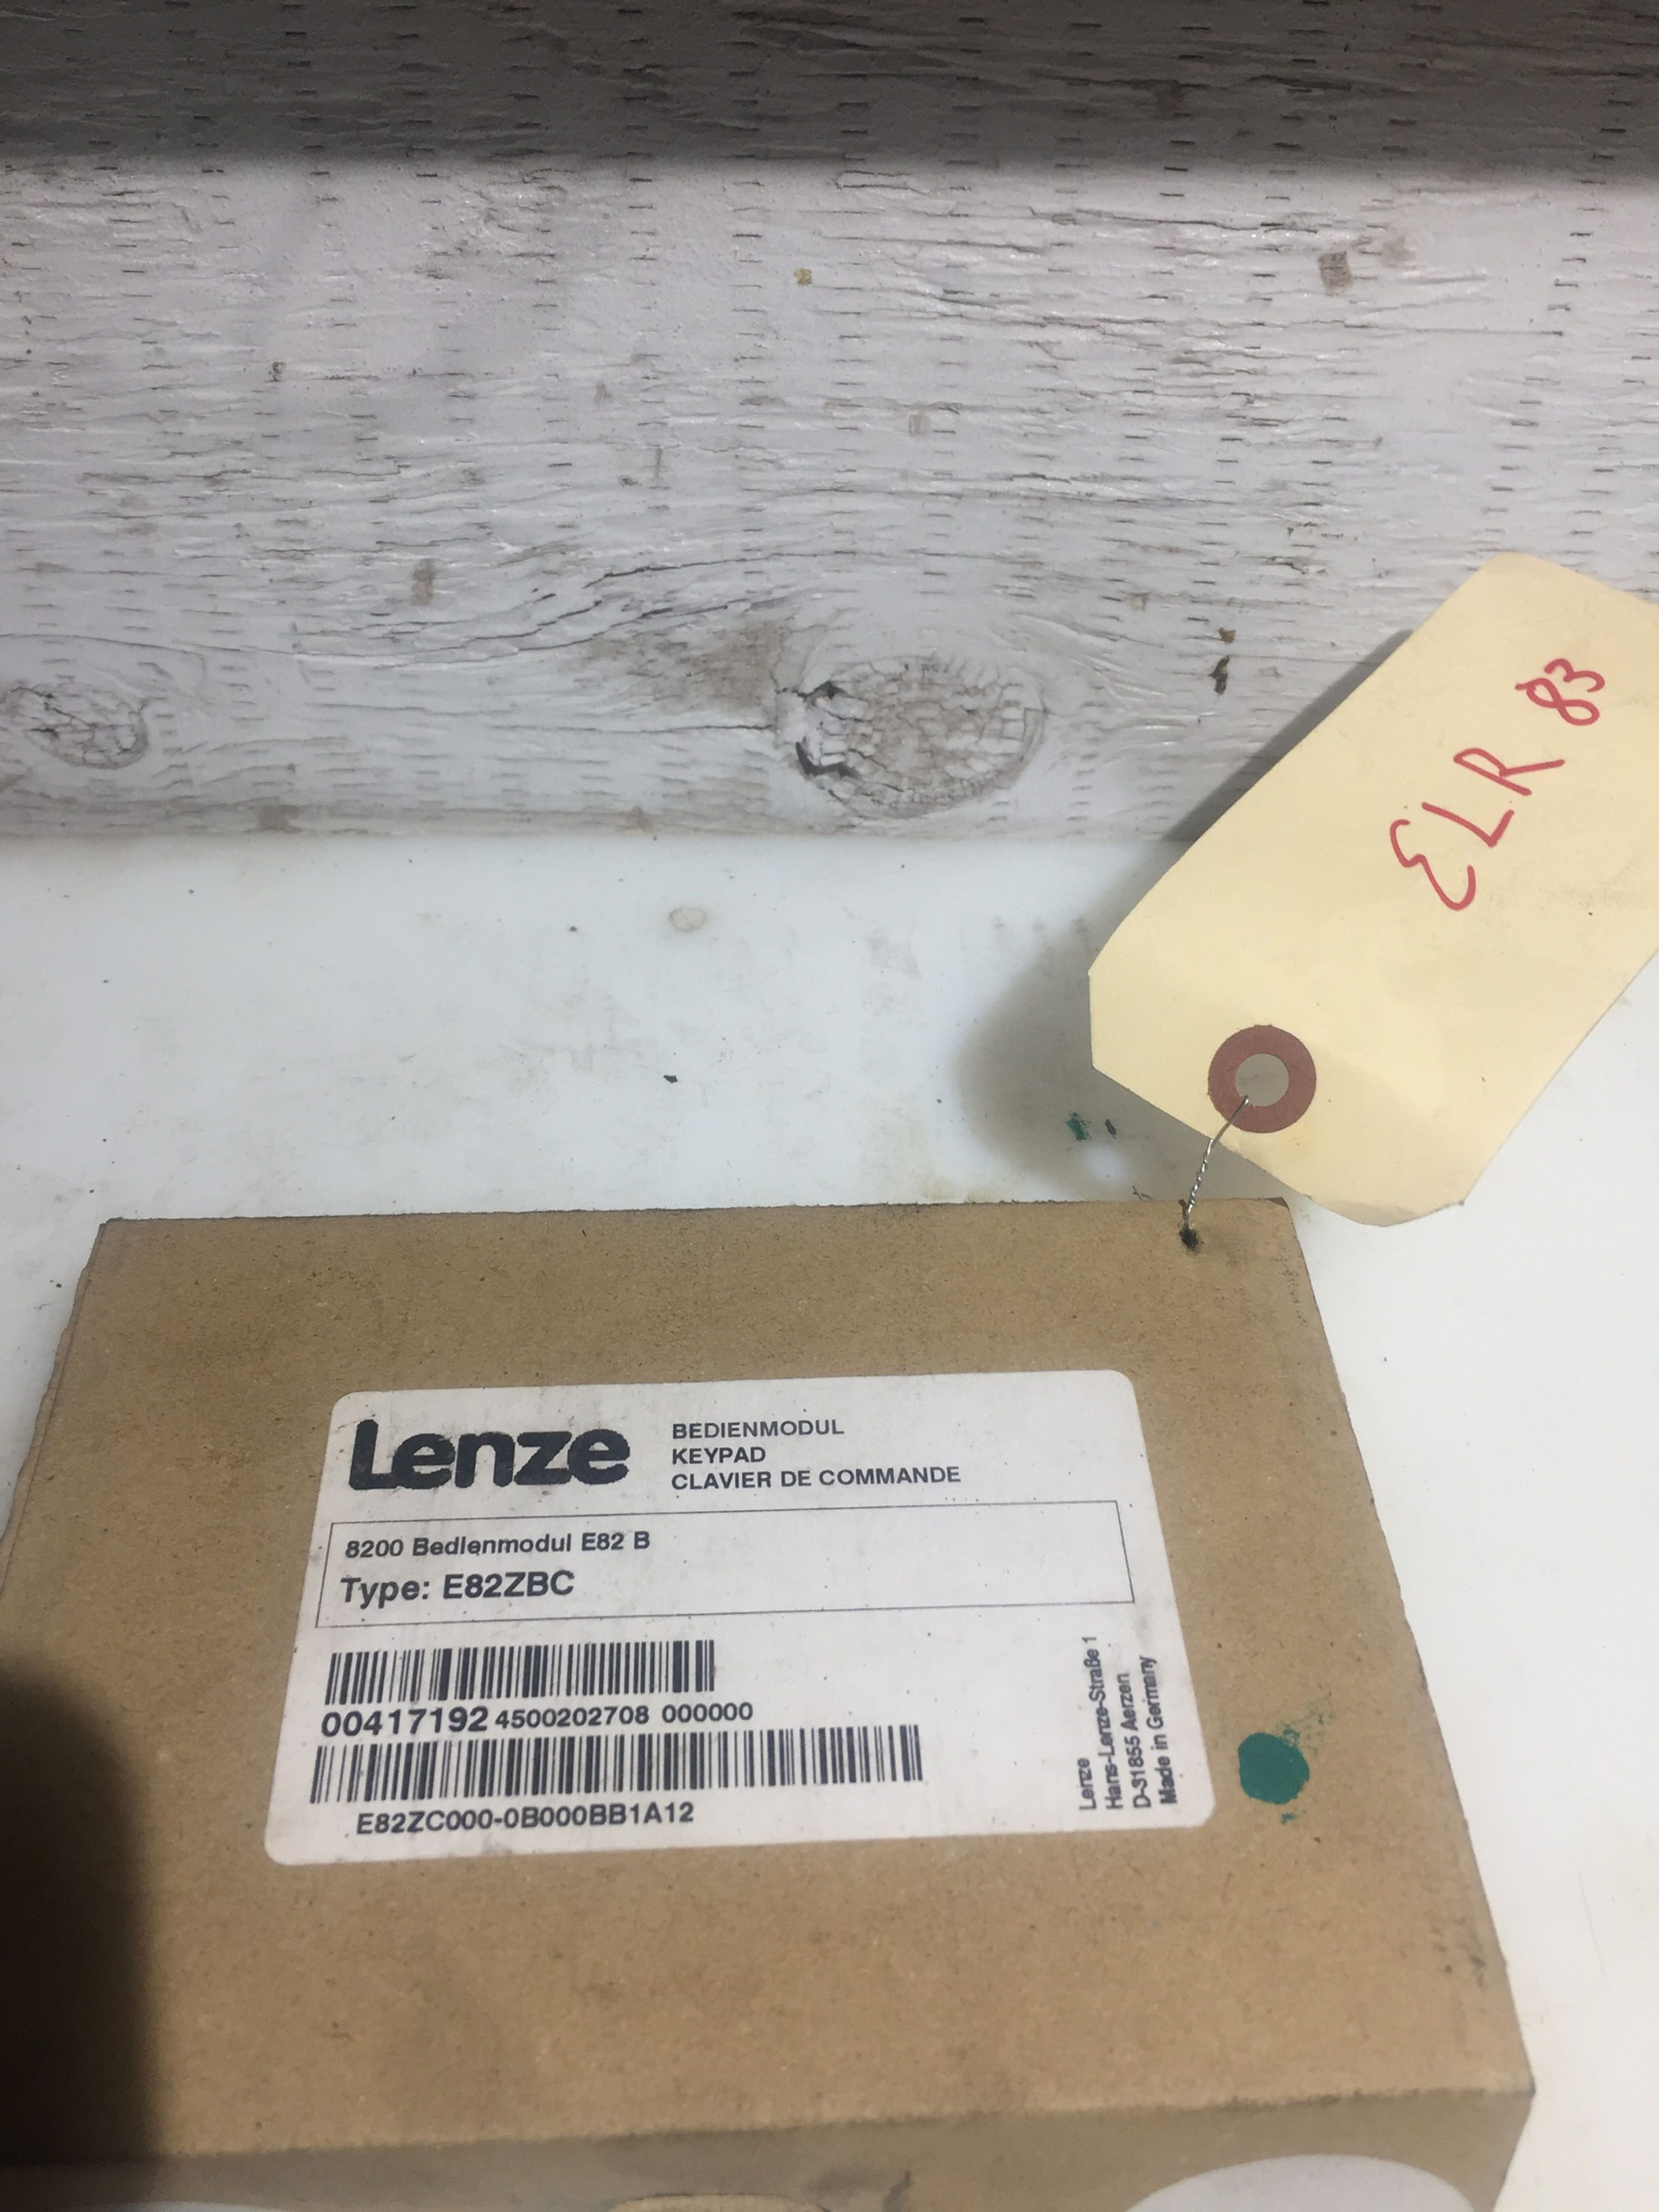 ELR 83
Lenze
BEDIENMODUL
KEYPAD
CLAVIER DE COMMANDE
8200 Bedienmodul E82 B
Type: E82ZBC
00417192 4500202708 000000
E82ZC000-0B000BB1A12
Lenze
Hans-Lenze-Straße 1
D-31855 Aerzen
Made in Germany